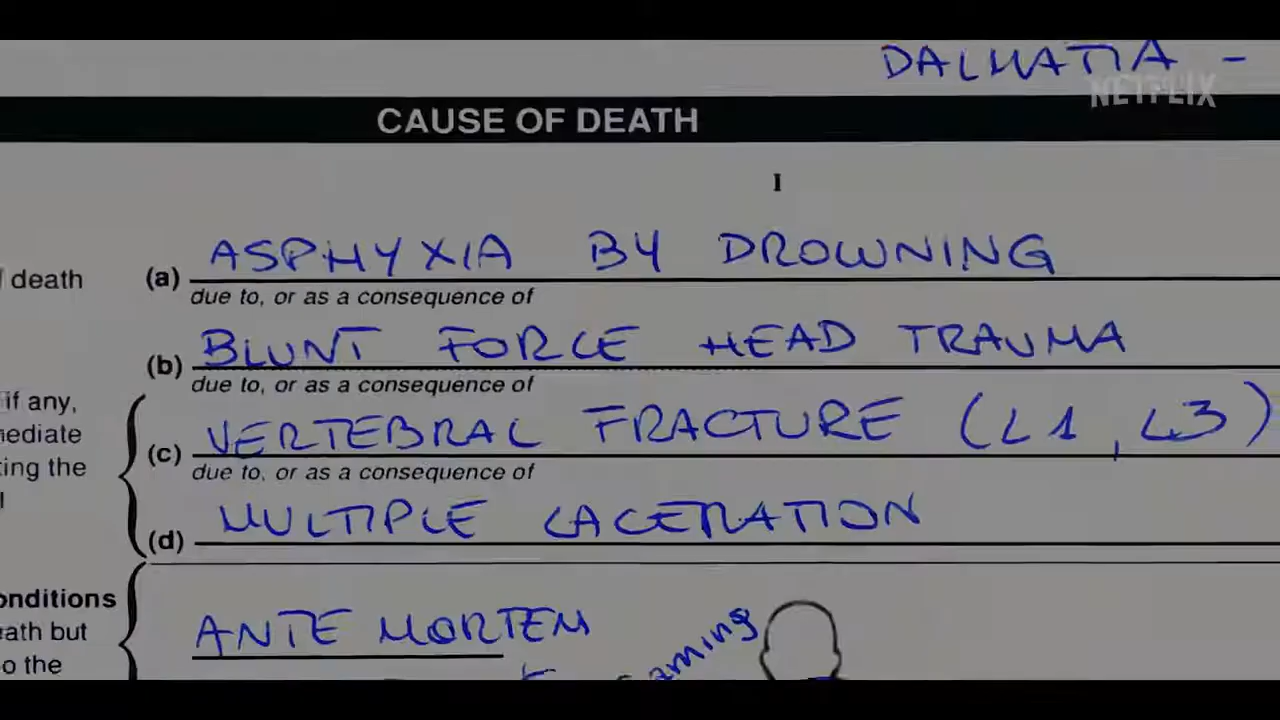 DALMATIA -
NETFLIX
CAUSE OF DEATH
I
ASPHYXIA BY DROWNING
death (a)
due to, or as a consequence of
BLUNT FORCE HEAD TRAUMA
(b)
due to, or as a consequence of
if any,
VERTEBRAL FRACTURE (L1, L3)
mediate
(c)
ting the due to, or as a consequence of
MULTIPLE LACERATION
(d)
onditions
ANTE MORTEM
eath but
o the